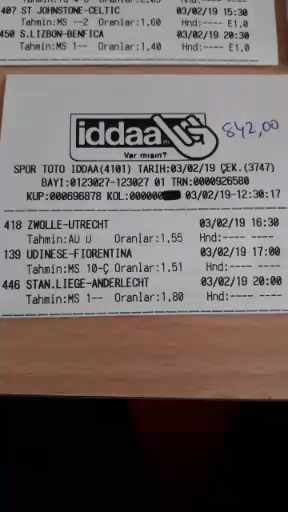 407 ST JOHNSTONE-CELTIC 03/02/19 15:30
Tahmin:MS --2 Oranlar:1,60 Hnd:---- E1,0
450 S.LIZBON-BENFICA 03/02/19 20:30
Tahmin:MS 1-- Oranlar:1,40 Hnd:---- E1,0
iddaa
842,00
Var mısın?
SPOR TOTO IDDAA(4101) TARIH:03/02/19 ÇEK.(3747)
BAYI:0123027-123027 01 TRN:0000926580
KUP:000696878 KOL:000000 03/02/19-12:30:17
418 ZWOLLE-UTRECHT 03/02/19 16:30
Tahmin:AÜ Ü Oranlar:1,55 Hnd:---- ----
139 UDINESE-FIORENTINA 03/02/19 17:00
Tahmin:MS 10-Ç Oranlar:1,51 Hnd:---- ----
446 STAN.LIEGE-ANDERLECHT 03/02/19 20:00
Tahmin:MS 1-- Oranlar:1,80 Hnd:---- ----